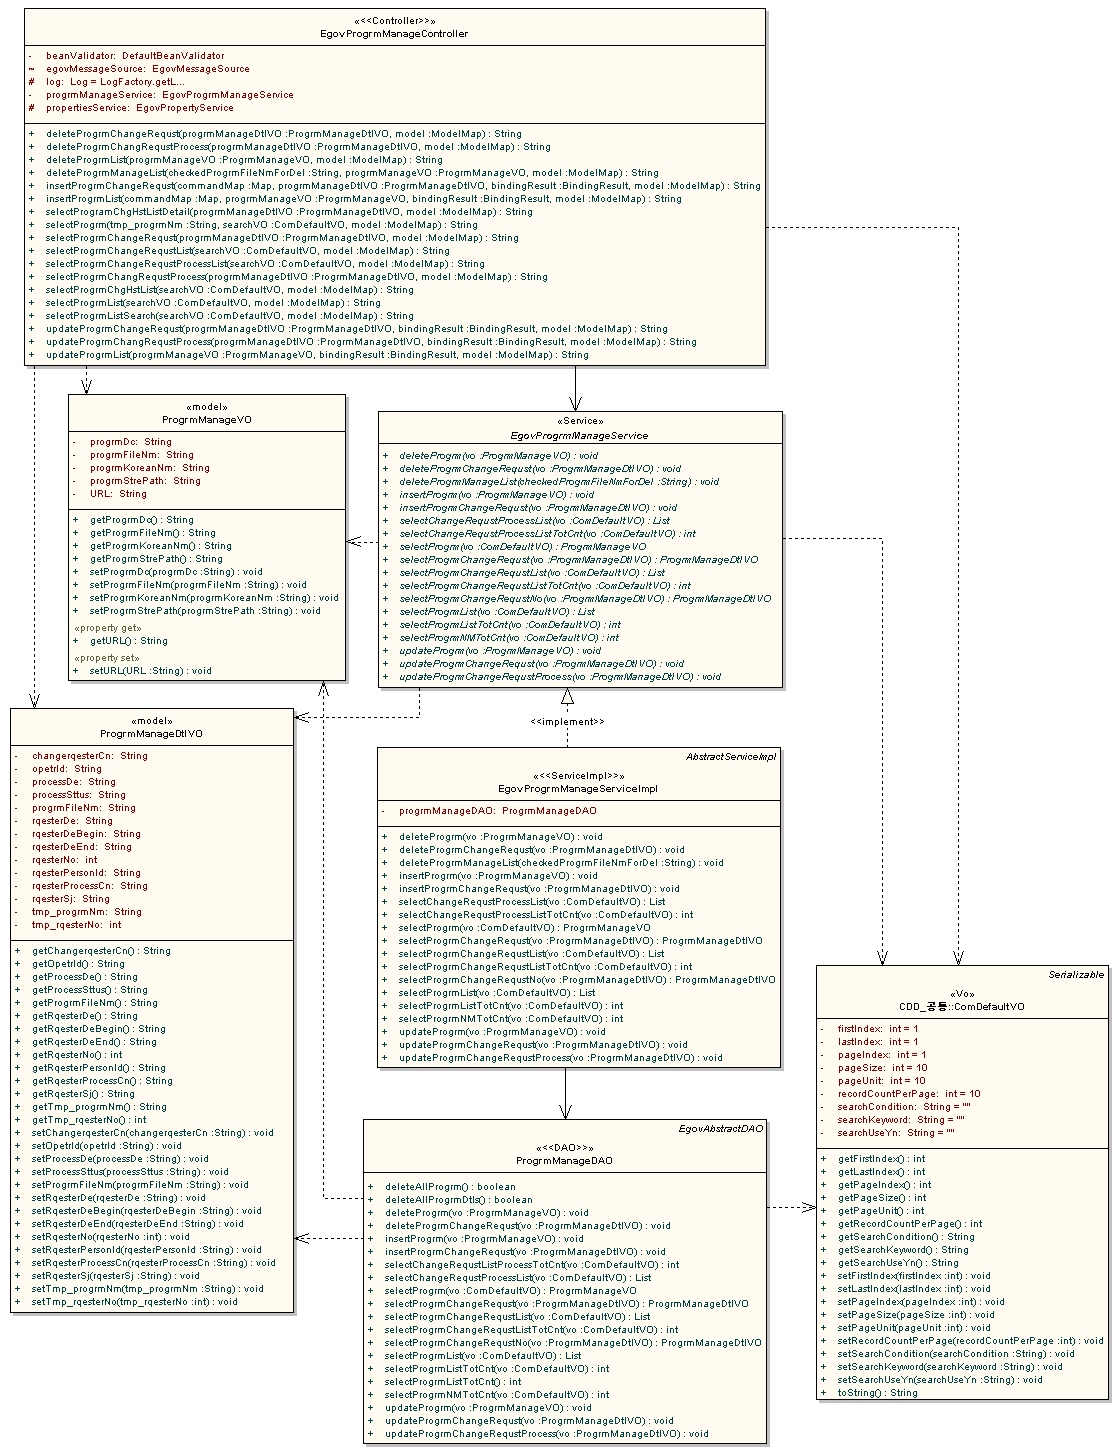 «<<Controller>>»
EgovProgrmManageController
- beanValidator: DefaultBeanValidator
~ egovMessageSource: EgovMessageSource
# log: Log = LogFactory.getL...
- progrmManageService: EgovProgrmManageService
# propertiesService: EgovPropertyService
+ deleteProgrmChangeRequst(progrmManageDtlVO :ProgrmManageDtlVO, model :ModelMap) : String
+ deleteProgrmChangRequstProcess(progrmManageDtlVO :ProgrmManageDtlVO, model :ModelMap) : String
+ deleteProgrmList(progrmManageVO :ProgrmManageVO, model :ModelMap) : String
+ deleteProgrmManageList(checkedProgrmFileNmForDel :String, progrmManageVO :ProgrmManageVO, model :ModelMap) : String
+ insertProgrmChangeRequst(commandMap :Map, progrmManageDtlVO :ProgrmManageDtlVO, bindingResult :BindingResult, model :ModelMap) : String
+ insertProgrmList(commandMap :Map, progrmManageVO :ProgrmManageVO, bindingResult :BindingResult, model :ModelMap) : String
+ selectProgramChgHstListDetail(progrmManageDtlVO :ProgrmManageDtlVO, model :ModelMap) : String
+ selectProgrm(tmp_progrmNm :String, searchVO :ComDefaultVO, model :ModelMap) : String
+ selectProgrmChangeRequst(progrmManageDtlVO :ProgrmManageDtlVO, model :ModelMap) : String
+ selectProgrmChangeRequstList(searchVO :ComDefaultVO, model :ModelMap) : String
+ selectProgrmChangeRequstProcessList(searchVO :ComDefaultVO, model :ModelMap) : String
+ selectProgrmChangRequstProcess(progrmManageDtlVO :ProgrmManageDtlVO, model :ModelMap) : String
+ selectProgrmChgHstList(searchVO :ComDefaultVO, model :ModelMap) : String
+ selectProgrmList(searchVO :ComDefaultVO, model :ModelMap) : String
+ selectProgrmListSearch(searchVO :ComDefaultVO, model :ModelMap) : String
+ updateProgrmChangeRequst(progrmManageDtlVO :ProgrmManageDtlVO, bindingResult :BindingResult, model :ModelMap) : String
+ updateProgrmChangRequstProcess(progrmManageDtlVO :ProgrmManageDtlVO, bindingResult :BindingResult, model :ModelMap) : String
+ updateProgrmList(progrmManageVO :ProgrmManageVO, bindingResult :BindingResult, model :ModelMap) : String
«model»
ProgrmManageVO
- progrmDc: String
- progrmFileNm: String
- progrmKoreanNm: String
- progrmStrePath: String
- URL: String
+ getProgrmDc() : String
+ getProgrmFileNm() : String
+ getProgrmKoreanNm() : String
+ getProgrmStrePath() : String
+ setProgrmDc(progrmDc :String) : void
+ setProgrmFileNm(progrmFileNm :String) : void
+ setProgrmKoreanNm(progrmKoreanNm :String) : void
+ setProgrmStrePath(progrmStrePath :String) : void
«property get»
+ getURL() : String
«property set»
+ setURL(URL :String) : void
«Service»
EgovProgrmManageService
+ deleteProgrm(vo :ProgrmManageVO) : void
+ deleteProgrmChangeRequst(vo :ProgrmManageDtlVO) : void
+ deleteProgrmManageList(checkedProgrmFileNmForDel :String) : void
+ insertProgrm(vo :ProgrmManageVO) : void
+ insertProgrmChangeRequst(vo :ProgrmManageDtlVO) : void
+ selectChangeRequstProcessList(vo :ComDefaultVO) : List
+ selectChangeRequstProcessListTotCnt(vo :ComDefaultVO) : int
+ selectProgrm(vo :ComDefaultVO) : ProgrmManageVO
+ selectProgrmChangeRequst(vo :ProgrmManageDtlVO) : ProgrmManageDtlVO
+ selectProgrmChangeRequstList(vo :ComDefaultVO) : List
+ selectProgrmChangeRequstListTotCnt(vo :ComDefaultVO) : int
+ selectProgrmChangeRequstNo(vo :ProgrmManageDtlVO) : ProgrmManageDtlVO
+ selectProgrmList(vo :ComDefaultVO) : List
+ selectProgrmListTotCnt(vo :ComDefaultVO) : int
+ selectProgrmNMTotCnt(vo :ComDefaultVO) : int
+ updateProgrm(vo :ProgrmManageVO) : void
+ updateProgrmChangeRequst(vo :ProgrmManageDtlVO) : void
+ updateProgrmChangeRequstProcess(vo :ProgrmManageDtlVO) : void
<<implement>>
«model»
ProgrmManageDtlVO
- changerqesterCn: String
- opetrId: String
- processDe: String
- processSttus: String
- progrmFileNm: String
- rqesterDe: String
- rqesterDeBegin: String
- rqesterDeEnd: String
- rqesterNo: int
- rqesterPersonId: String
- rqesterProcessCn: String
- rqesterSj: String
- tmp_progrmNm: String
- tmp_rqesterNo: int
+ getChangerqesterCn() : String
+ getOpetrId() : String
+ getProcessDe() : String
+ getProcessSttus() : String
+ getProgrmFileNm() : String
+ getRqesterDe() : String
+ getRqesterDeBegin() : String
+ getRqesterDeEnd() : String
+ getRqesterNo() : int
+ getRqesterPersonId() : String
+ getRqesterProcessCn() : String
+ getRqesterSj() : String
+ getTmp_progrmNm() : String
+ getTmp_rqesterNo() : int
+ setChangerqesterCn(changerqesterCn :String) : void
+ setOpetrId(opetrId :String) : void
+ setProcessDe(processDe :String) : void
+ setProcessSttus(processSttus :String) : void
+ setProgrmFileNm(progrmFileNm :String) : void
+ setRqesterDe(rqesterDe :String) : void
+ setRqesterDeBegin(rqesterDeBegin :String) : void
+ setRqesterDeEnd(rqesterDeEnd :String) : void
+ setRqesterNo(rqesterNo :int) : void
+ setRqesterPersonId(rqesterPersonId :String) : void
+ setRqesterProcessCn(rqesterProcessCn :String) : void
+ setRqesterSj(rqesterSj :String) : void
+ setTmp_progrmNm(tmp_progrmNm :String) : void
+ setTmp_rqesterNo(tmp_rqesterNo :int) : void
AbstractServiceImpl
«<<ServiceImpl>>»
EgovProgrmManageServiceImpl
- progrmManageDAO: ProgrmManageDAO
+ deleteProgrm(vo :ProgrmManageVO) : void
+ deleteProgrmChangeRequst(vo :ProgrmManageDtlVO) : void
+ deleteProgrmManageList(checkedProgrmFileNmForDel :String) : void
+ insertProgrm(vo :ProgrmManageVO) : void
+ insertProgrmChangeRequst(vo :ProgrmManageDtlVO) : void
+ selectChangeRequstProcessList(vo :ComDefaultVO) : List
+ selectChangeRequstProcessListTotCnt(vo :ComDefaultVO) : int
+ selectProgrm(vo :ComDefaultVO) : ProgrmManageVO
+ selectProgrmChangeRequst(vo :ProgrmManageDtlVO) : ProgrmManageDtlVO
+ selectProgrmChangeRequstList(vo :ComDefaultVO) : List
+ selectProgrmChangeRequstListTotCnt(vo :ComDefaultVO) : int
+ selectProgrmChangeRequstNo(vo :ProgrmManageDtlVO) : ProgrmManageDtlVO
+ selectProgrmList(vo :ComDefaultVO) : List
+ selectProgrmListTotCnt(vo :ComDefaultVO) : int
+ selectProgrmNMTotCnt(vo :ComDefaultVO) : int
+ updateProgrm(vo :ProgrmManageVO) : void
+ updateProgrmChangeRequst(vo :ProgrmManageDtlVO) : void
+ updateProgrmChangeRequstProcess(vo :ProgrmManageDtlVO) : void
EgovAbstractDAO
«<<DAO>>»
ProgrmManageDAO
+ deleteAllProgrm() : boolean
+ deleteAllProgrmDtls() : boolean
+ deleteProgrm(vo :ProgrmManageVO) : void
+ deleteProgrmChangeRequst(vo :ProgrmManageDtlVO) : void
+ insertProgrm(vo :ProgrmManageVO) : void
+ insertProgrmChangeRequst(vo :ProgrmManageDtlVO) : void
+ selectChangeRequstListProcessTotCnt(vo :ComDefaultVO) : int
+ selectChangeRequstProcessList(vo :ComDefaultVO) : List
+ selectProgrm(vo :ComDefaultVO) : ProgrmManageVO
+ selectProgrmChangeRequst(vo :ProgrmManageDtlVO) : ProgrmManageDtlVO
+ selectProgrmChangeRequstList(vo :ComDefaultVO) : List
+ selectProgrmChangeRequstListTotCnt(vo :ComDefaultVO) : int
+ selectProgrmChangeRequstNo(vo :ProgrmManageDtlVO) : ProgrmManageDtlVO
+ selectProgrmList(vo :ComDefaultVO) : List
+ selectProgrmListTotCnt(vo :ComDefaultVO) : int
+ selectProgrmListTotCnt() : int
+ selectProgrmNMTotCnt(vo :ComDefaultVO) : int
+ updateProgrm(vo :ProgrmManageVO) : void
+ updateProgrmChangeRequst(vo :ProgrmManageDtlVO) : void
+ updateProgrmChangeRequstProcess(vo :ProgrmManageDtlVO) : void
Serializable
«Vo»
CDD_공통::ComDefaultVO
- firstIndex: int = 1
- lastIndex: int = 1
- pageIndex: int = 1
- pageSize: int = 10
- pageUnit: int = 10
- recordCountPerPage: int = 10
- searchCondition: String = ""
- searchKeyword: String = ""
- searchUseYn: String = ""
+ getFirstIndex() : int
+ getLastIndex() : int
+ getPageIndex() : int
+ getPageSize() : int
+ getPageUnit() : int
+ getRecordCountPerPage() : int
+ getSearchCondition() : String
+ getSearchKeyword() : String
+ getSearchUseYn() : String
+ setFirstIndex(firstIndex :int) : void
+ setLastIndex(lastIndex :int) : void
+ setPageIndex(pageIndex :int) : void
+ setPageSize(pageSize :int) : void
+ setPageUnit(pageUnit :int) : void
+ setRecordCountPerPage(recordCountPerPage :int) : void
+ setSearchCondition(searchCondition :String) : void
+ setSearchKeyword(searchKeyword :String) : void
+ setSearchUseYn(searchUseYn :String) : void
+ toString() : String